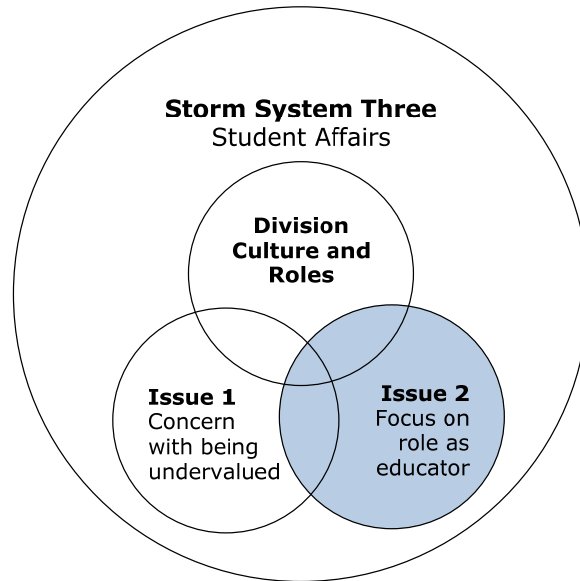 Storm System Three
Student Affairs
Division
Culture and
Roles
Issue 1
Concern
with being
undervalued
Issue 2
Focus on
role as
educator